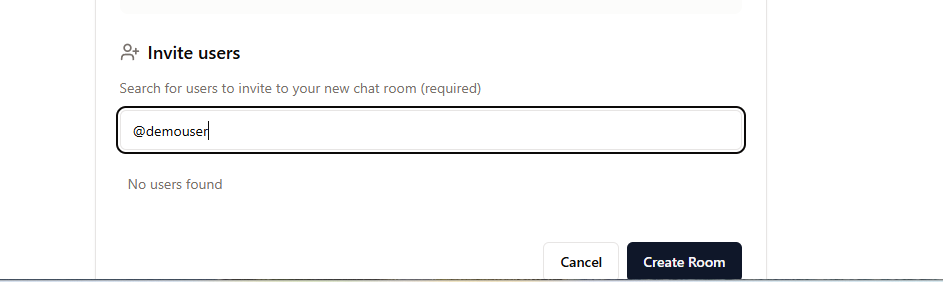 Invite users
Search for users to invite to your new chat room (required)
@demouser
No users found
Cancel
Create Room